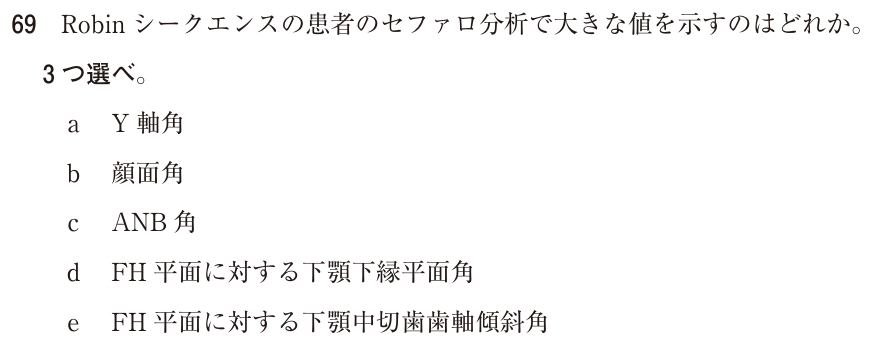 69 Robin シークエンスの患者のセファロ分析で大きな値を示すのはどれか。
3つ選べ。
a Y 軸角
b 顔面角
c ANB 角
d FH 平面に対する下顎下縁平面角
e FH 平面に対する下顎中切歯歯軸傾斜角